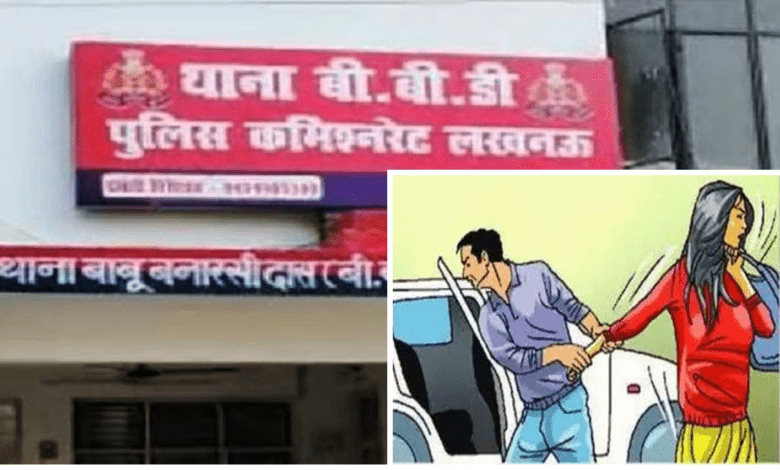 थाना बी.बी.डी
पुलिस कमिश्नरेट लखनऊ
थाना बाबू बनारसीदास (बी.